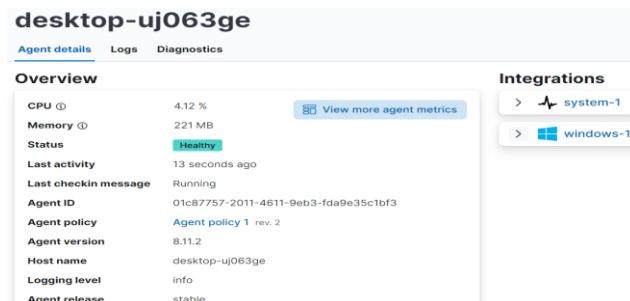 desktop-uj063ge
Agent details Logs Diagnostics
Overview
CPU 4.12 %
View more agent metrics
Memory 221 MB
Status Healthy
Last activity 13 seconds ago
Last checkin message Running
Agent ID 01c87757-2011-4611-9eb3-fda9e35c1bf3
Agent policy Agent policy 1 rev. 2
Agent version 8.11.2
Host name desktop-uj063ge
Logging level info
Agent release stable
Integrations
system-1
windows-1